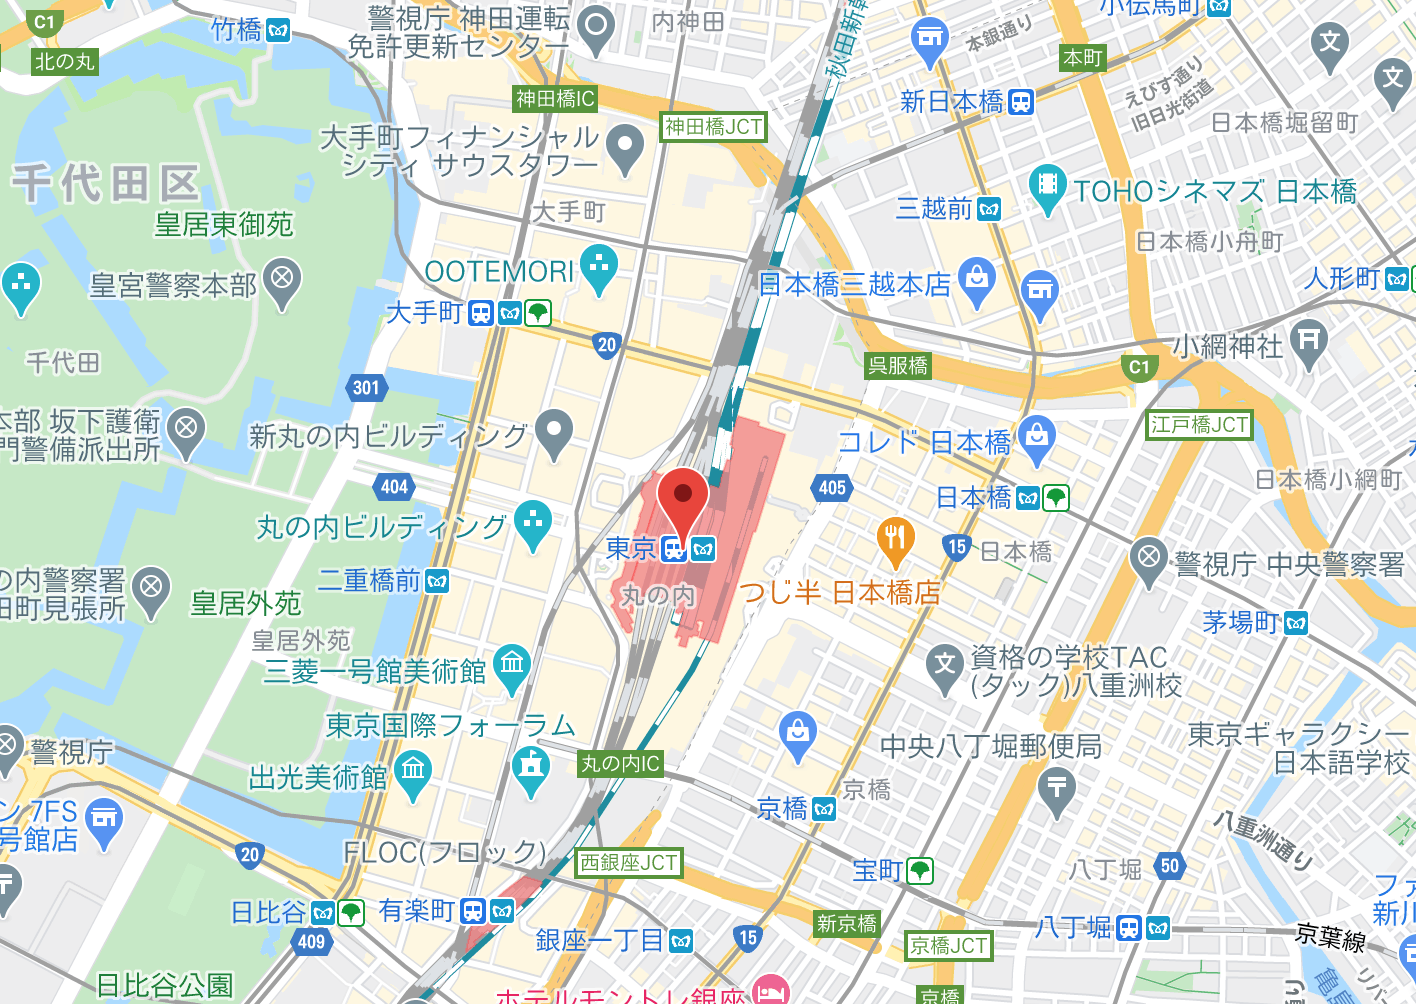 C1
竹橋
北の丸
警視庁 神田運転
免許更新センター
内神田
秋田新幹
本銀通り
小伝馬町
本町
えびす通り
旧日光街道
文
文
神田橋IC
神田橋JCT
新日本橋
日本橋堀留町
大手町フィナンシャル
シティ サウスタワー
千代田区
皇居東御苑
大手町
三越前
TOHOシネマズ 日本橋
日本橋小舟町
皇宮警察本部
OOTEMORI
大手町
日本橋三越本店
人形町
20
千代田
301
呉服橋
C1
小網神社
本部 坂下護衛
門警備派出所
新丸の内ビルディング
コレド 日本橋
江戸橋JCT
404
405
日本橋
日本橋小網町
丸の内ビルディング
東京
15
日本橋
警視庁 中央警察署
の内警察署
田町見張所
二重橋前
皇居外苑
皇居外苑
丸の内
つじ半 日本橋店
茅場町
三菱一号館美術館
文
資格の学校TAC
(タック)八重洲校
東京国際フォーラム
警視庁
出光美術館
丸の内IC
中央八丁堀郵便局
東京ギャラクシー
日本語学校
京橋
京橋
ン 7FS
号館店
20
FLOC(フロック)
西銀座JCT
宝町
八丁堀
50
八重洲通り
日比谷
有楽町
409
銀座一丁目
15
新京橋
京橋JCT
八丁堀
京葉線
ファ
新川
日比谷公園
ホテルモントレ銀座
京橋
亀島
リバ